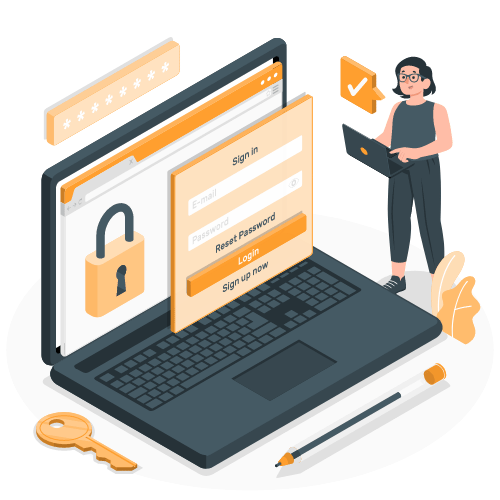 ********
Sign in
E-mail
Password
Reset Password
Login
Sign up now